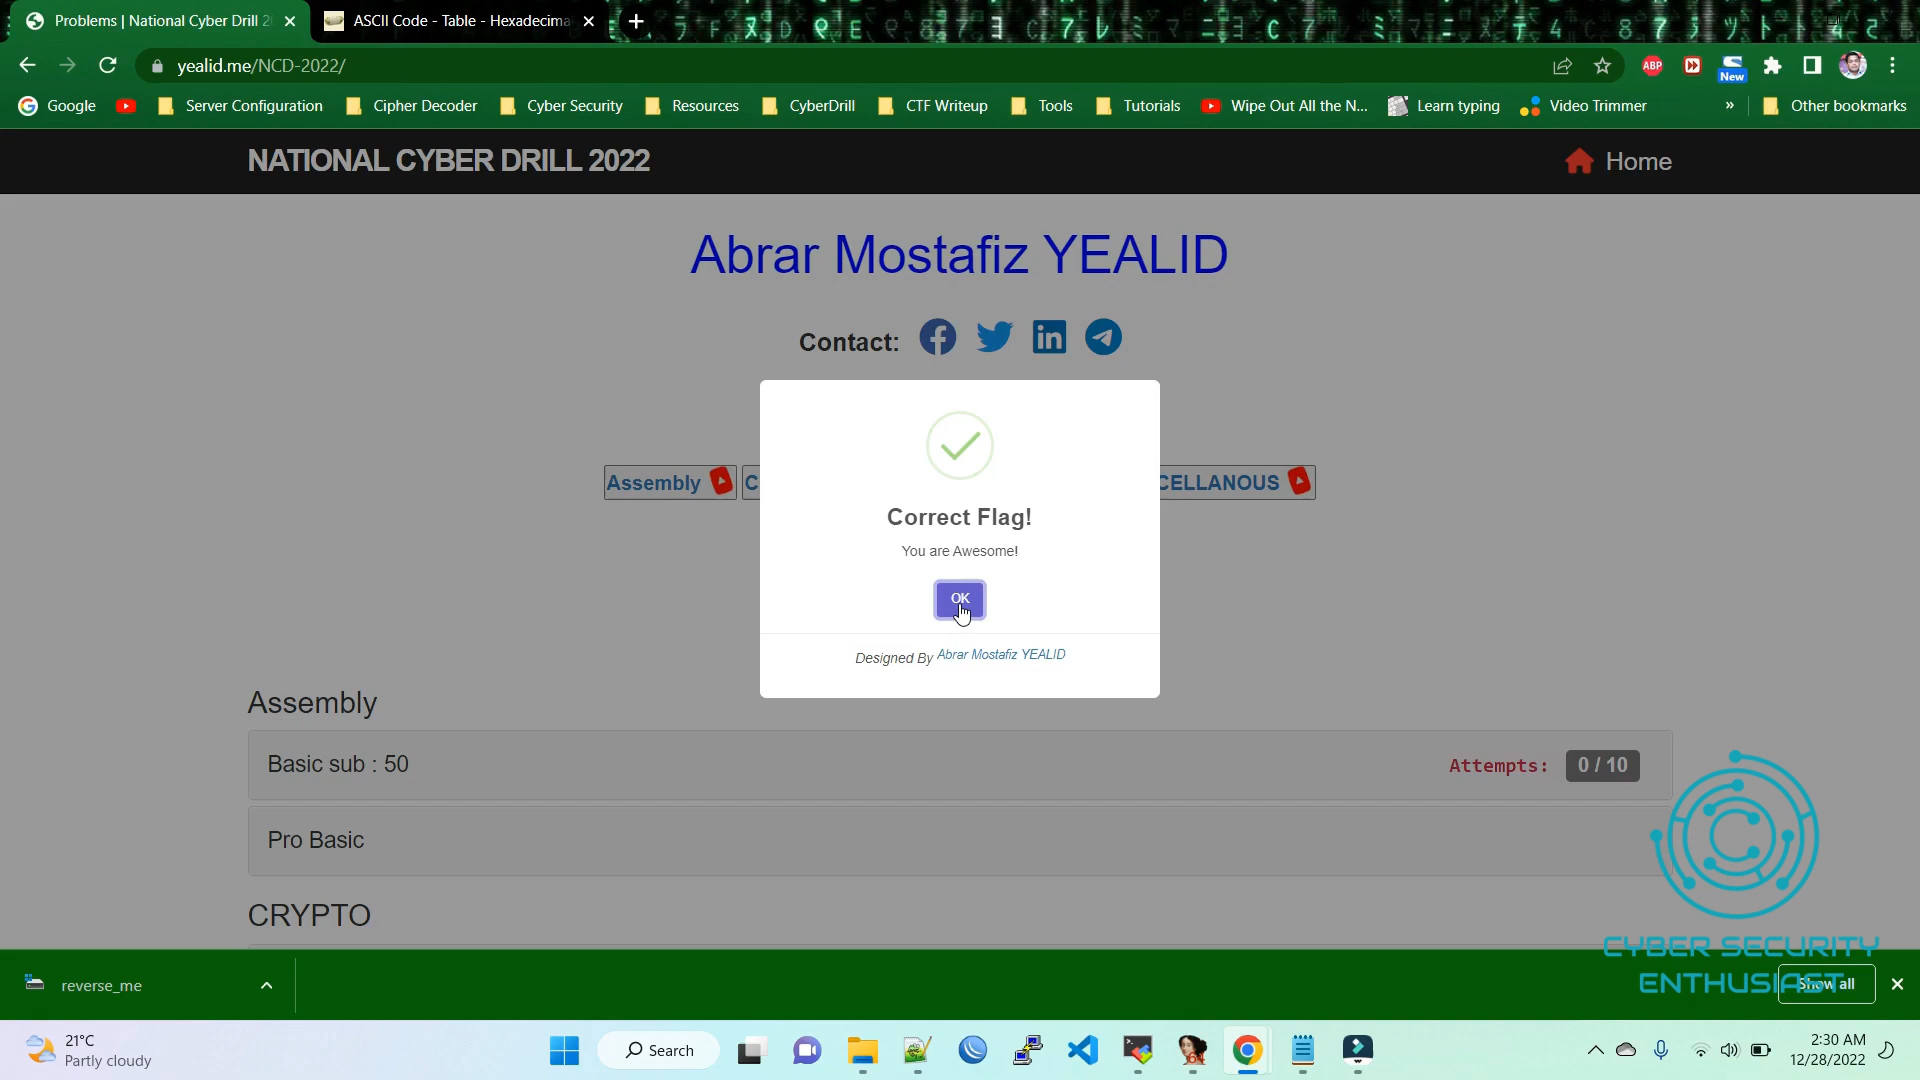 Problems | National Cyber Drill 2
ASCII Code - Table - Hexadecima
yealid.me/NCD-2022/
ABP
New
Google
Server Configuration
Cipher Decoder
Cyber Security
Resources
CyberDrill
CTF Writeup
Tools
Tutorials
Wipe Out All the N...
Learn typing
Video Trimmer
»
Other bookmarks
NATIONAL CYBER DRILL 2022
Home
Abrar Mostafiz YEALID
Contact:
Assembly
C
CELLANOUS
Correct Flag!
You are Awesome!
OK
Designed By Abrar Mostafiz YEALID
Assembly
Basic sub : 50
Attempts: 0 / 10
Pro Basic
CRYPTO
CYBER SECURITY
ENTHUSIAST
reverse_me
Show all
21°C
Partly cloudy
Search
2:30 AM
12/28/2022